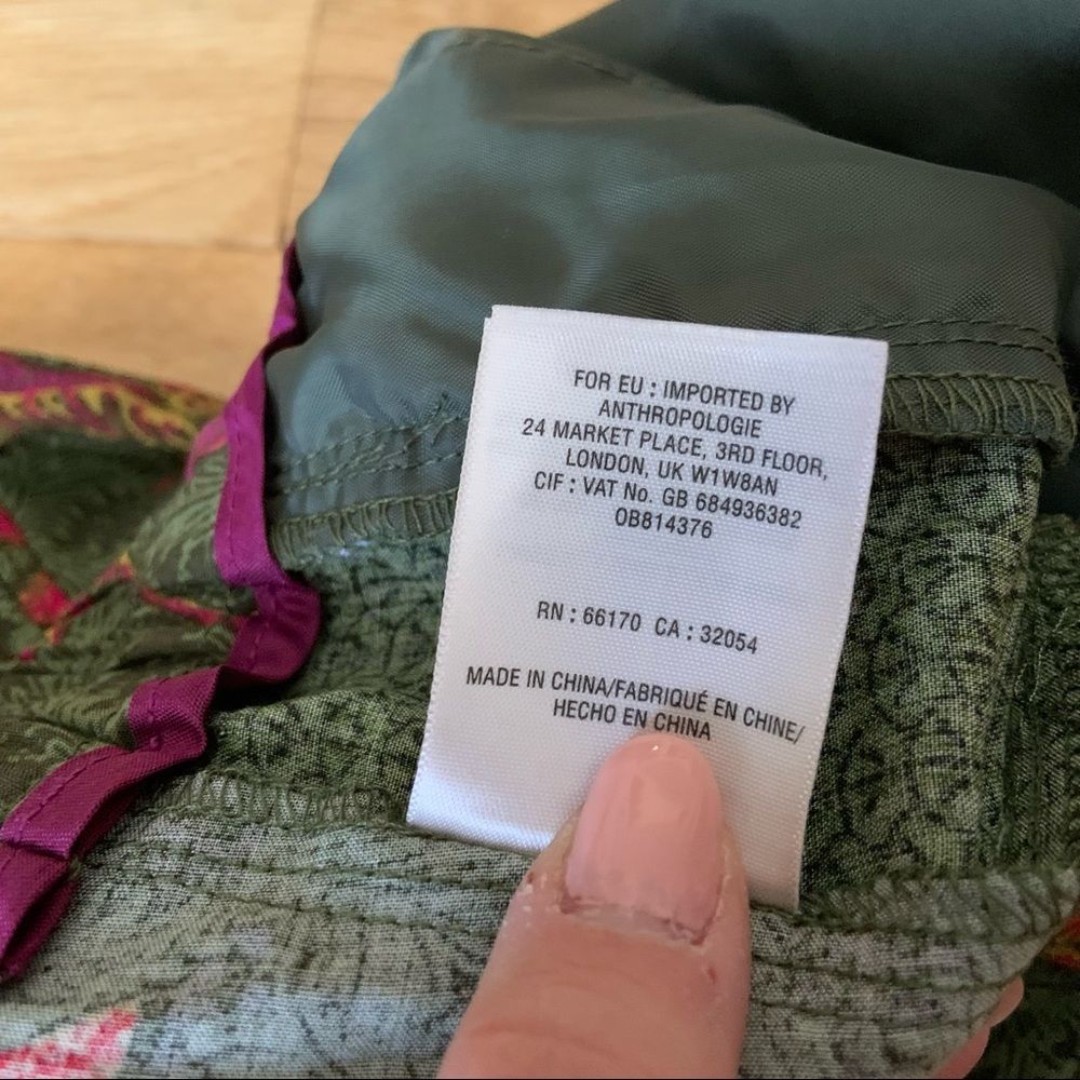 FOR EU : IMPORTED BY
ANTHROPOLOGIE
24 MARKET PLACE, 3RD FLOOR,
LONDON, UK W1W8AN
CIF : VAT No. GB 684936382
OB814376
RN : 66170 CA : 32054
MADE IN CHINA/FABRIQUÉ EN CHINE/
HECHO EN CHINA